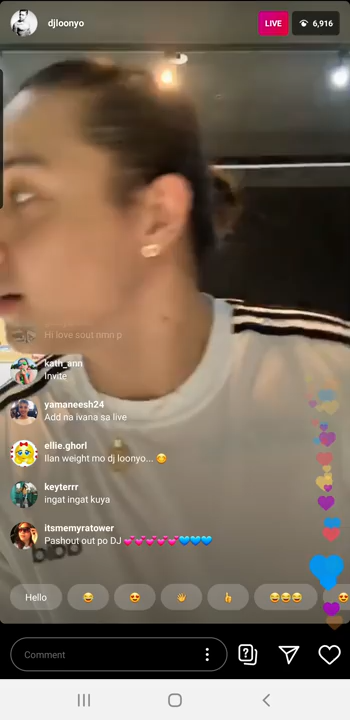 djloonyo
LIVE
6,916
Hi love sout nmn p
kath_ann
Invite
yamaneesh24
Add na ivana sa live
ellie.ghorl
Ilan weight mo dj loonyo... 😋
keyterrr
ingat ingat kuya
itsmemyratower
Pashout out po DJ 💕💕💕💕💕💙💙💙
Hello 😂 😍 👏 👍 😂😂😂 😍
Comment